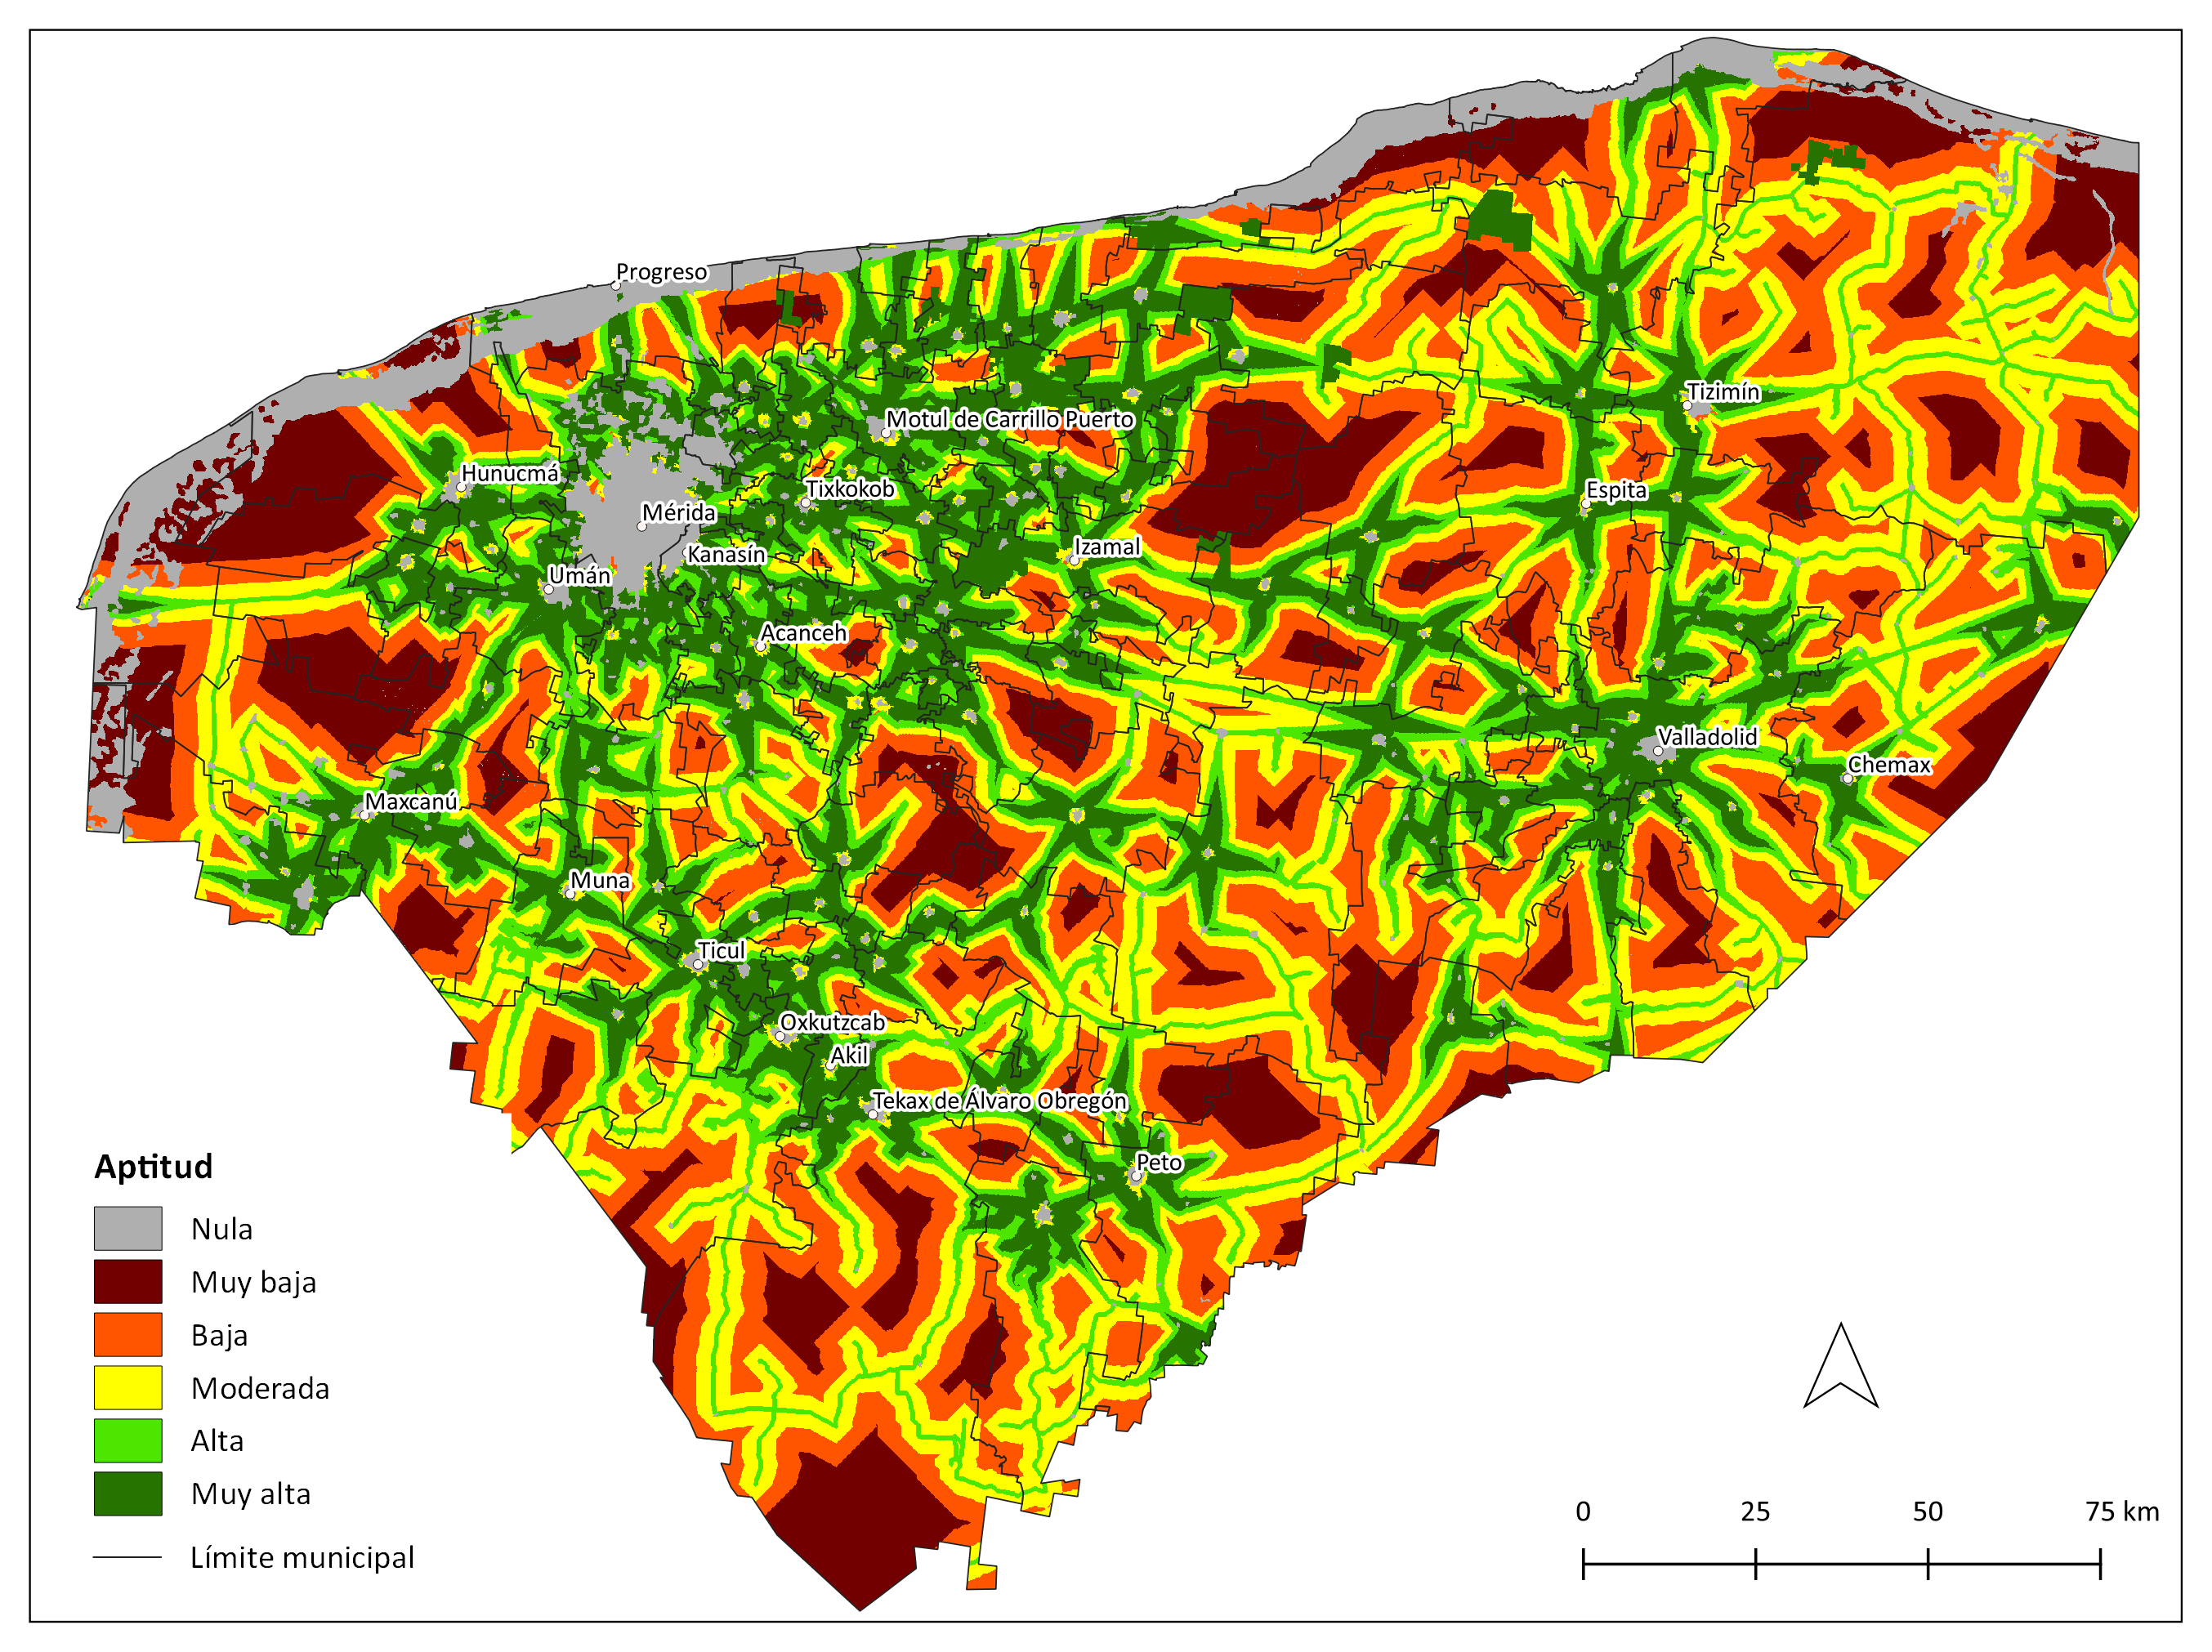 Progreso
Tizimín
Motul de Carrillo Puerto
Hunucmá
Tixkokob
Espita
Mérida
Kanasín
Izamal
Umán
Acanceh
Valladolid
Chemax
Maxcanú
Muna
Ticul
Oxkutzcab
Akil
Tekax de Álvaro Obregón
Peto
Aptitud
Nula
Muy baja
Baja
Moderada
Alta
Muy alta
Límite municipal
0 25 50 75 km